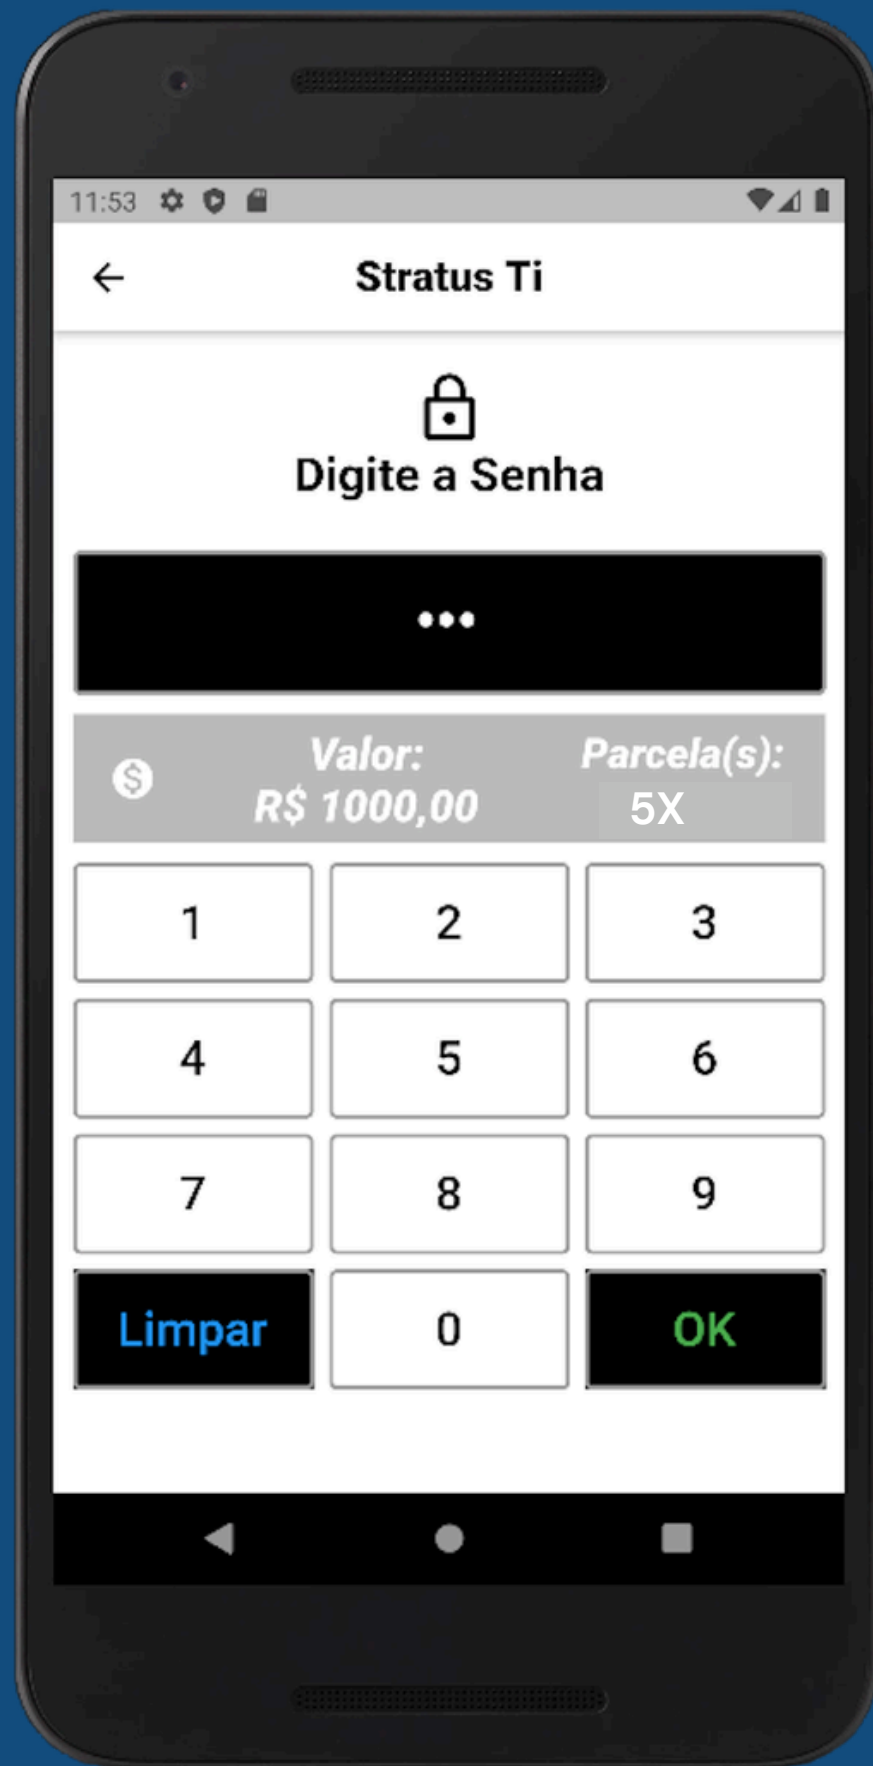 11:53
Stratus Ti
Digite a Senha
Valor: Parcela(s):
R$ 1000,00 5X
1 2 3
4 5 6
7 8 9
Limpar 0 OK